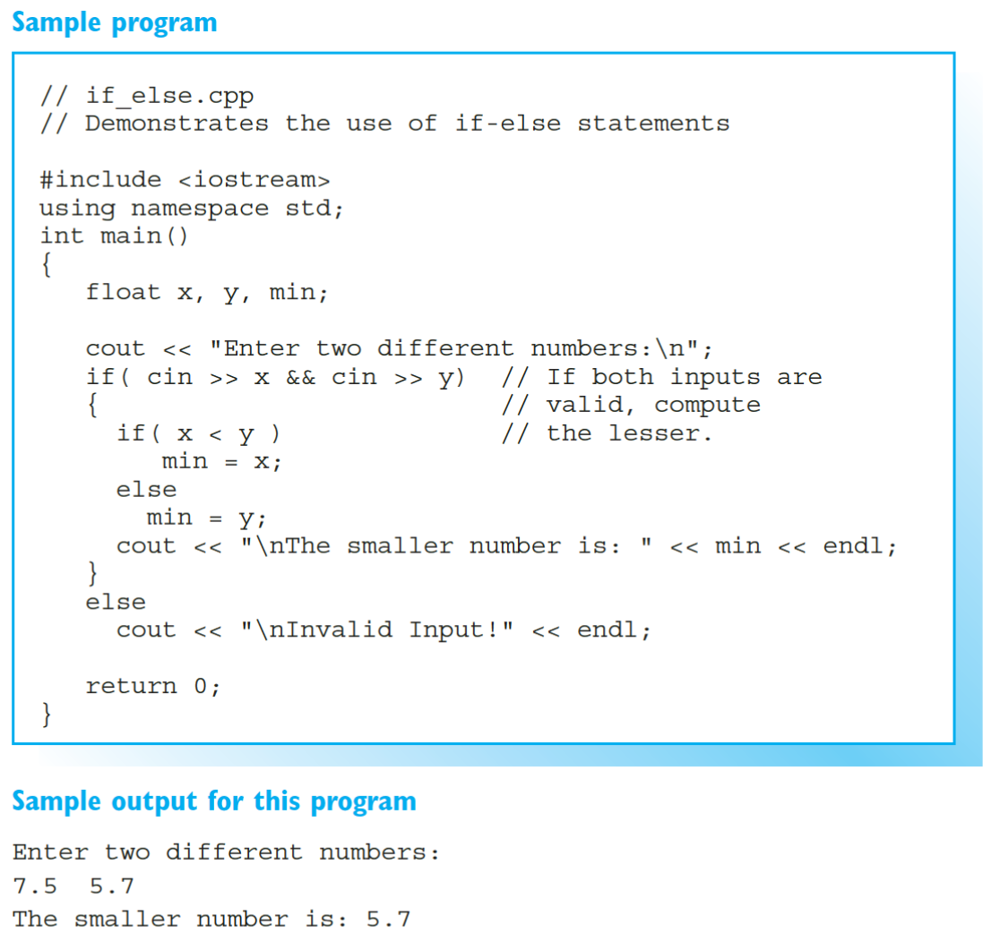 Sample program
// if_else.cpp
// Demonstrates the use of if-else statements
#include <iostream>
using namespace std;
int main()
{
float x, y, min;
cout << "Enter two different numbers:\n";
if( cin >> x && cin >> y) // If both inputs are
{ // valid, compute
if( x < y ) // the lesser.
min = x;
else
min = y;
cout << "\nThe smaller number is: " << min << endl;
}
else
cout << "\nInvalid Input!" << endl;
return 0;
}
Sample output for this program
Enter two different numbers:
7.5 5.7
The smaller number is: 5.7